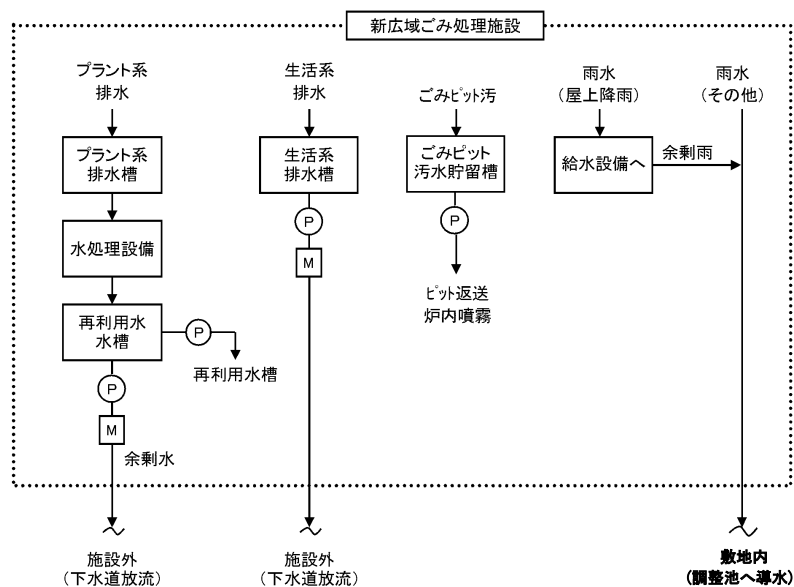 新広域ごみ処理施設
プラント系
排水
プラント系
排水槽
水処理設備
再利用水
水槽
P
再利用水槽
P
M
余剰水
施設外
(下水道放流)
生活系
排水
生活系
排水槽
P
M
施設外
(下水道放流)
ごみピット汚
ごみピット
汚水貯留槽
P
ピット返送
炉内噴霧
雨水
(屋上降雨)
給水設備へ
余剰雨
雨水
(その他)
敷地内
(調整池へ導水)